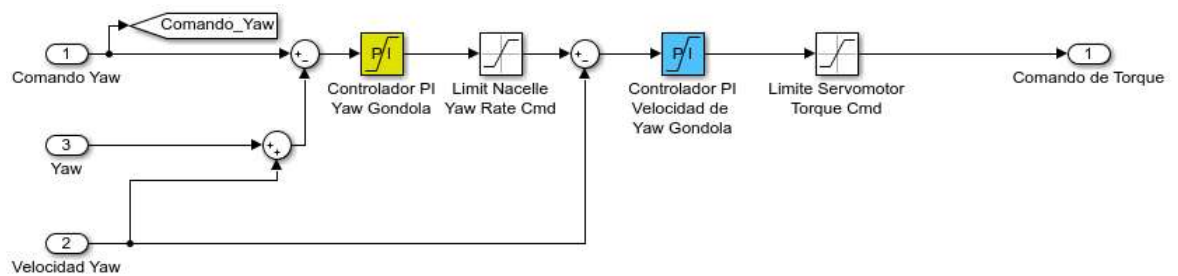 Comando_Yaw
1
Comando Yaw
+
-
P/I
Controlador PI
Yaw Gondola
Limit Nacelle
Yaw Rate Cmd
+
-
P/I
Controlador PI
Velocidad de
Yaw Gondola
Limite Servomotor
Torque Cmd
1
Comando de Torque
3
Yaw
+
+
2
Velocidad Yaw